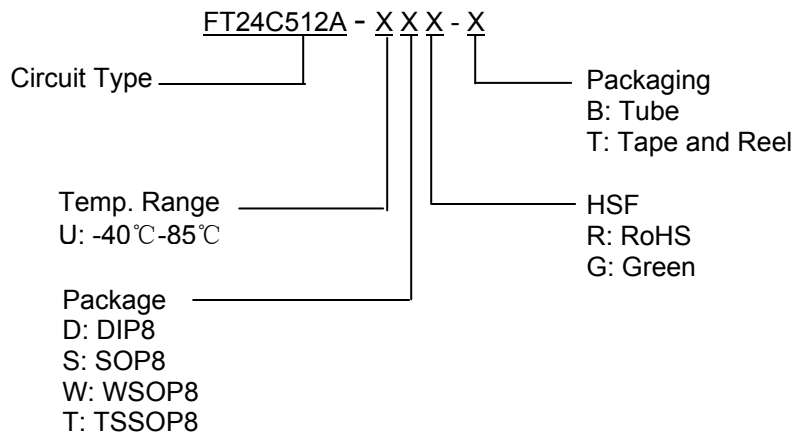 FT24C512A - X X X - X
Circuit Type
Packaging
B: Tube
T: Tape and Reel
Temp. Range
U: -40℃-85℃
HSF
R: RoHS
G: Green
Package
D: DIP8
S: SOP8
W: WSOP8
T: TSSOP8